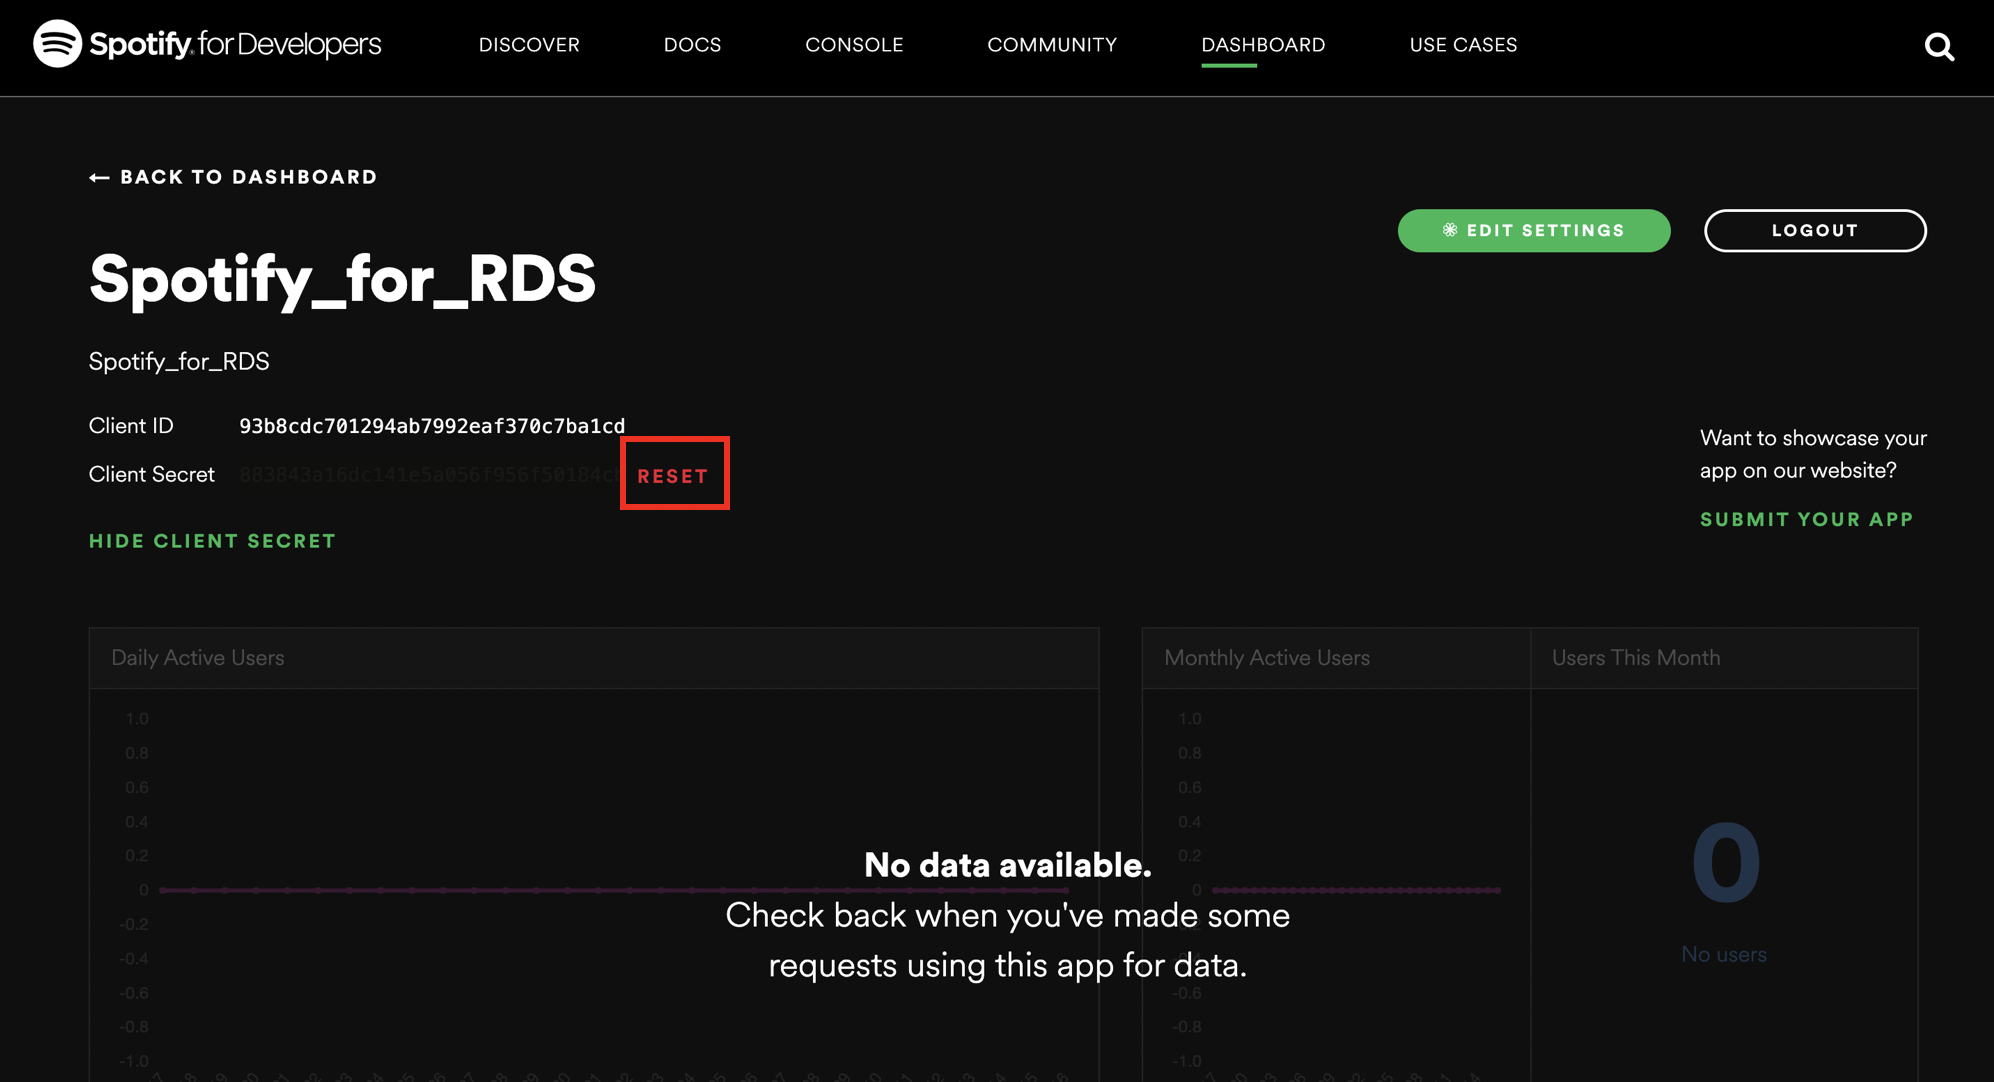 Spotify for Developers
DISCOVER
DOCS
CONSOLE
COMMUNITY
DASHBOARD
USE CASES
← BACK TO DASHBOARD
EDIT SETTINGS
LOGOUT
Spotify_for_RDS
Spotify_for_RDS
Client ID 93b8cdc701294ab7992eaf370c7ba1cd
Client Secret
RESET
HIDE CLIENT SECRET
Want to showcase your
app on our website?
SUBMIT YOUR APP
Daily Active Users
1.0
0.8
0.6
0.4
0.2
0
-0.2
-0.4
-0.6
-0.8
-1.0
Monthly Active Users
1.0
0.8
0.6
0.4
0.2
0
-0.6
-0.8
-1.0
Users This Month
0
No users
No data available.
Check back when you've made some
requests using this app for data.